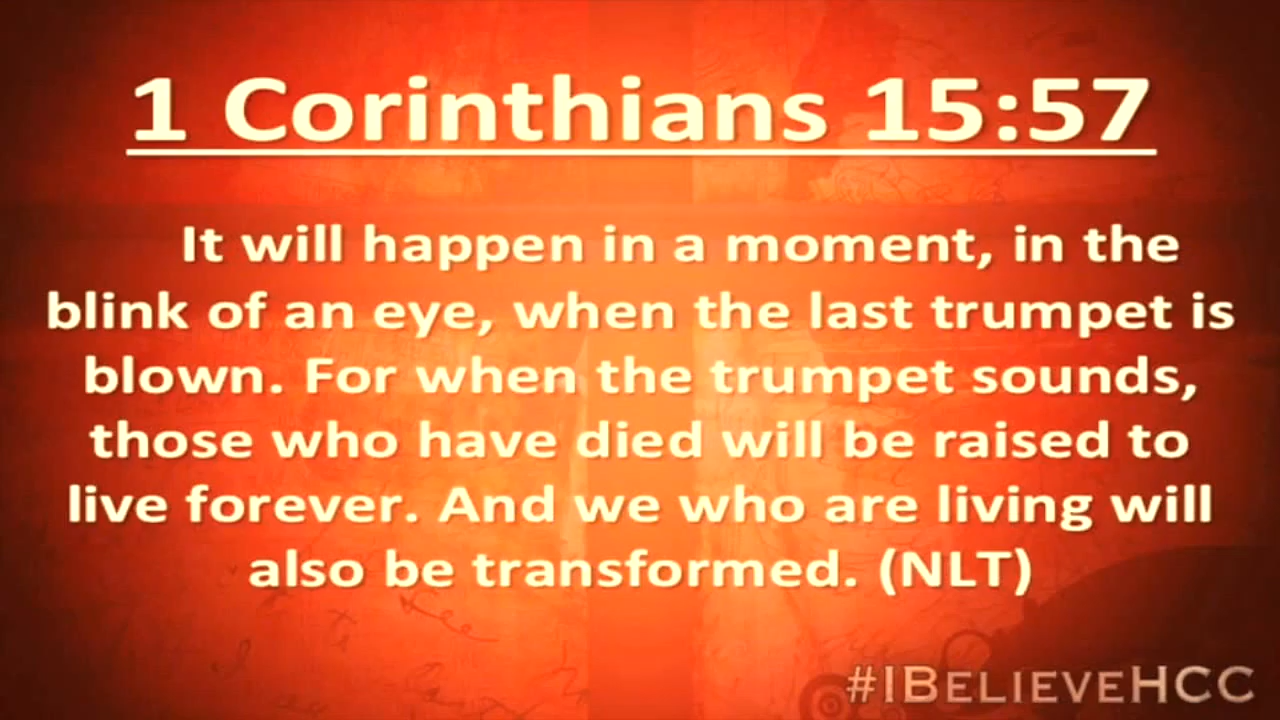 1 Corinthians 15:57
It will happen in a moment, in the
blink of an eye, when the last trumpet is
blown. For when the trumpet sounds,
those who have died will be raised to
live forever. And we who are living will
also be transformed. (NLT)
#IBELIEVEHCC